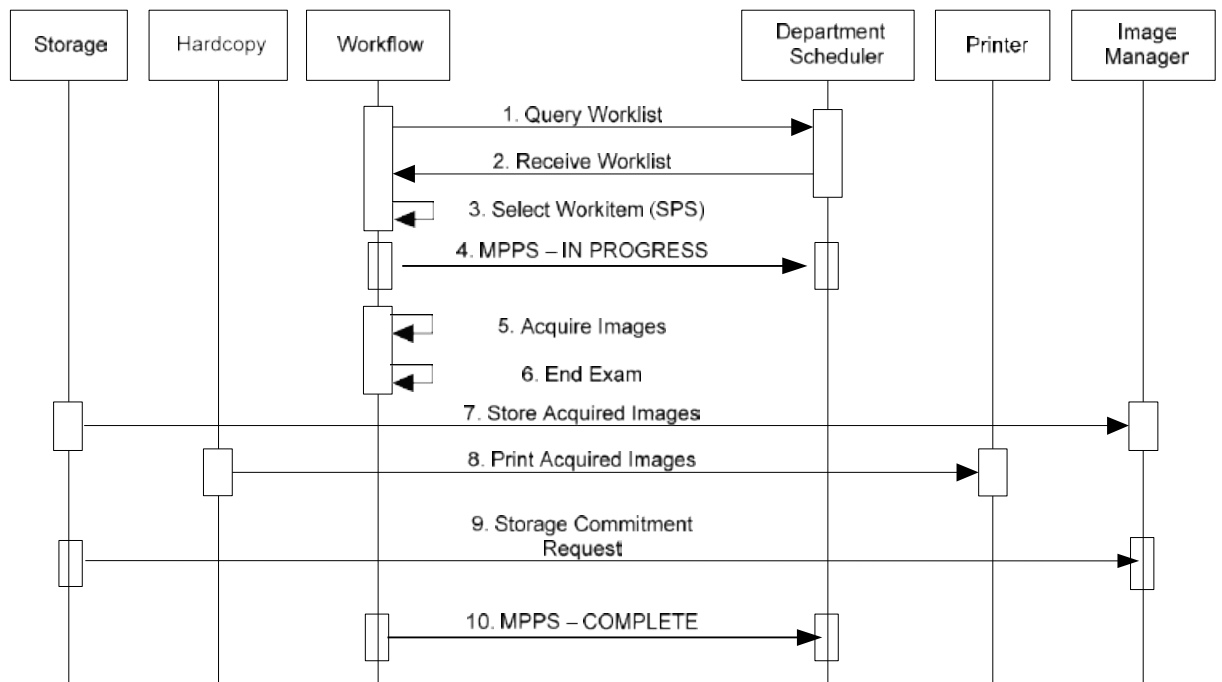 Storage
Hardcopy
Workflow
Department
Scheduler
Printer
Image
Manager
1. Query Worklist
2. Receive Worklist
3. Select Workitem (SPS)
4. MPPS – IN PROGRESS
5. Acquire Images
6. End Exam
7. Store Acquired Images
8. Print Acquired Images
9. Storage Commitment
Request
10. MPPS – COMPLETE